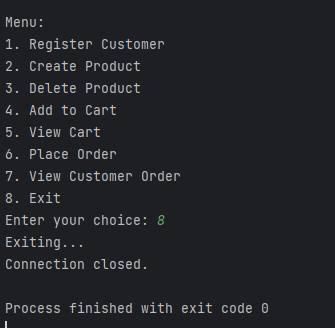 Menu:
1. Register Customer
2. Create Product
3. Delete Product
4. Add to Cart
5. View Cart
6. Place Order
7. View Customer Order
8. Exit
Enter your choice: 8
Exiting...
Connection closed.
Process finished with exit code 0